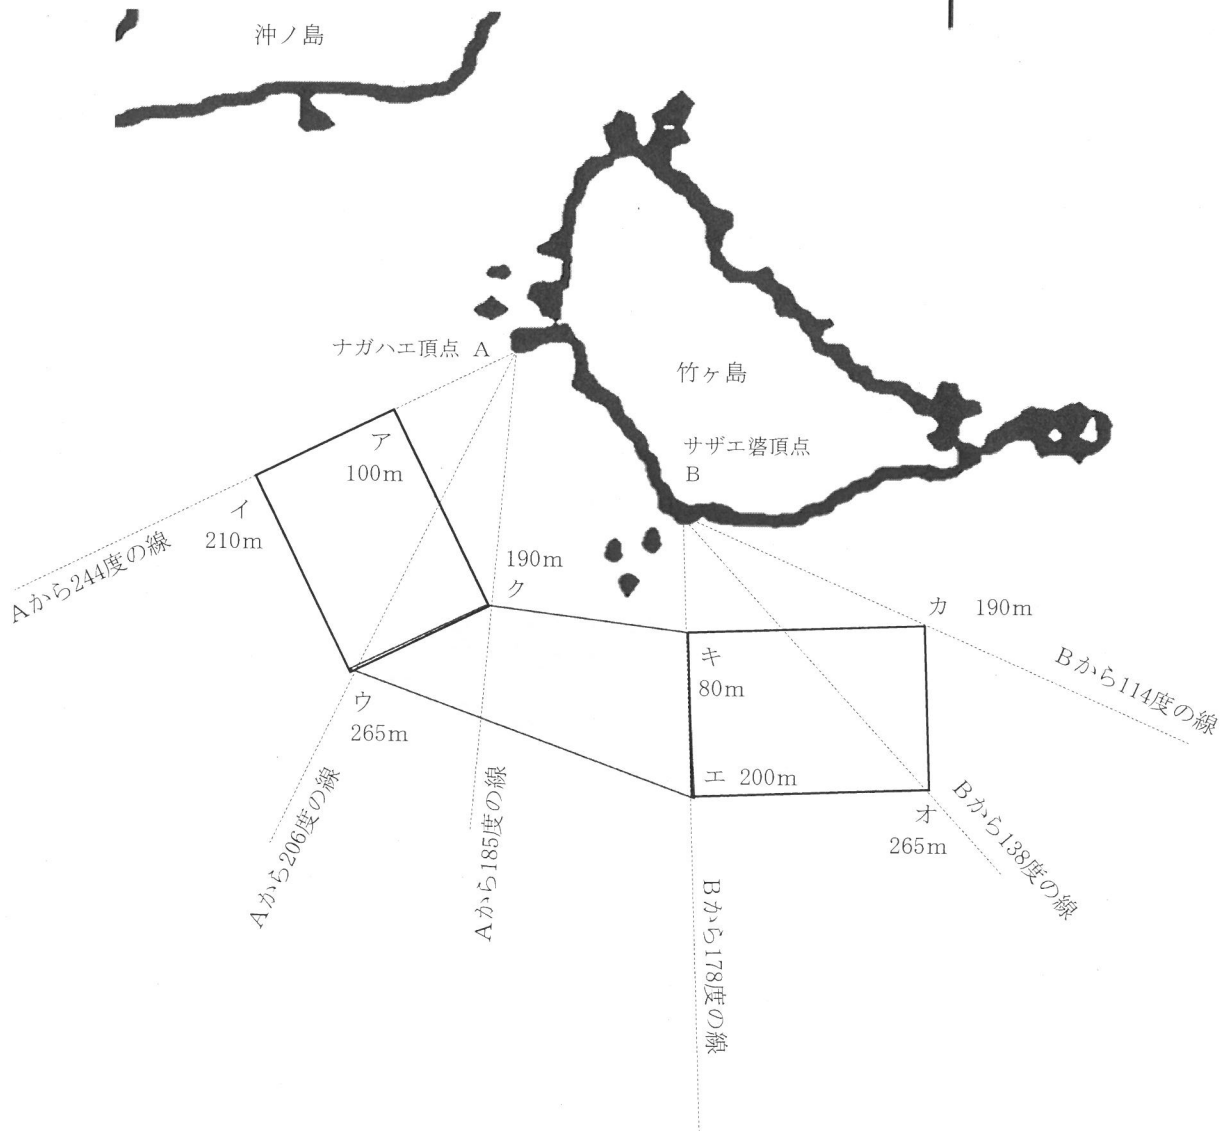 沖ノ島
ナガハエ頂点 A
竹ヶ島
サザエ碆頂点
B
ア
100m
イ
210m
Aから244度の線
190m
ク
カ 190m
Bから114度の線
キ
80m
ウ
265m
エ 200m
オ
265m
Aから206度の線
Aから185度の線
Bから138度の線
Bから178度の線